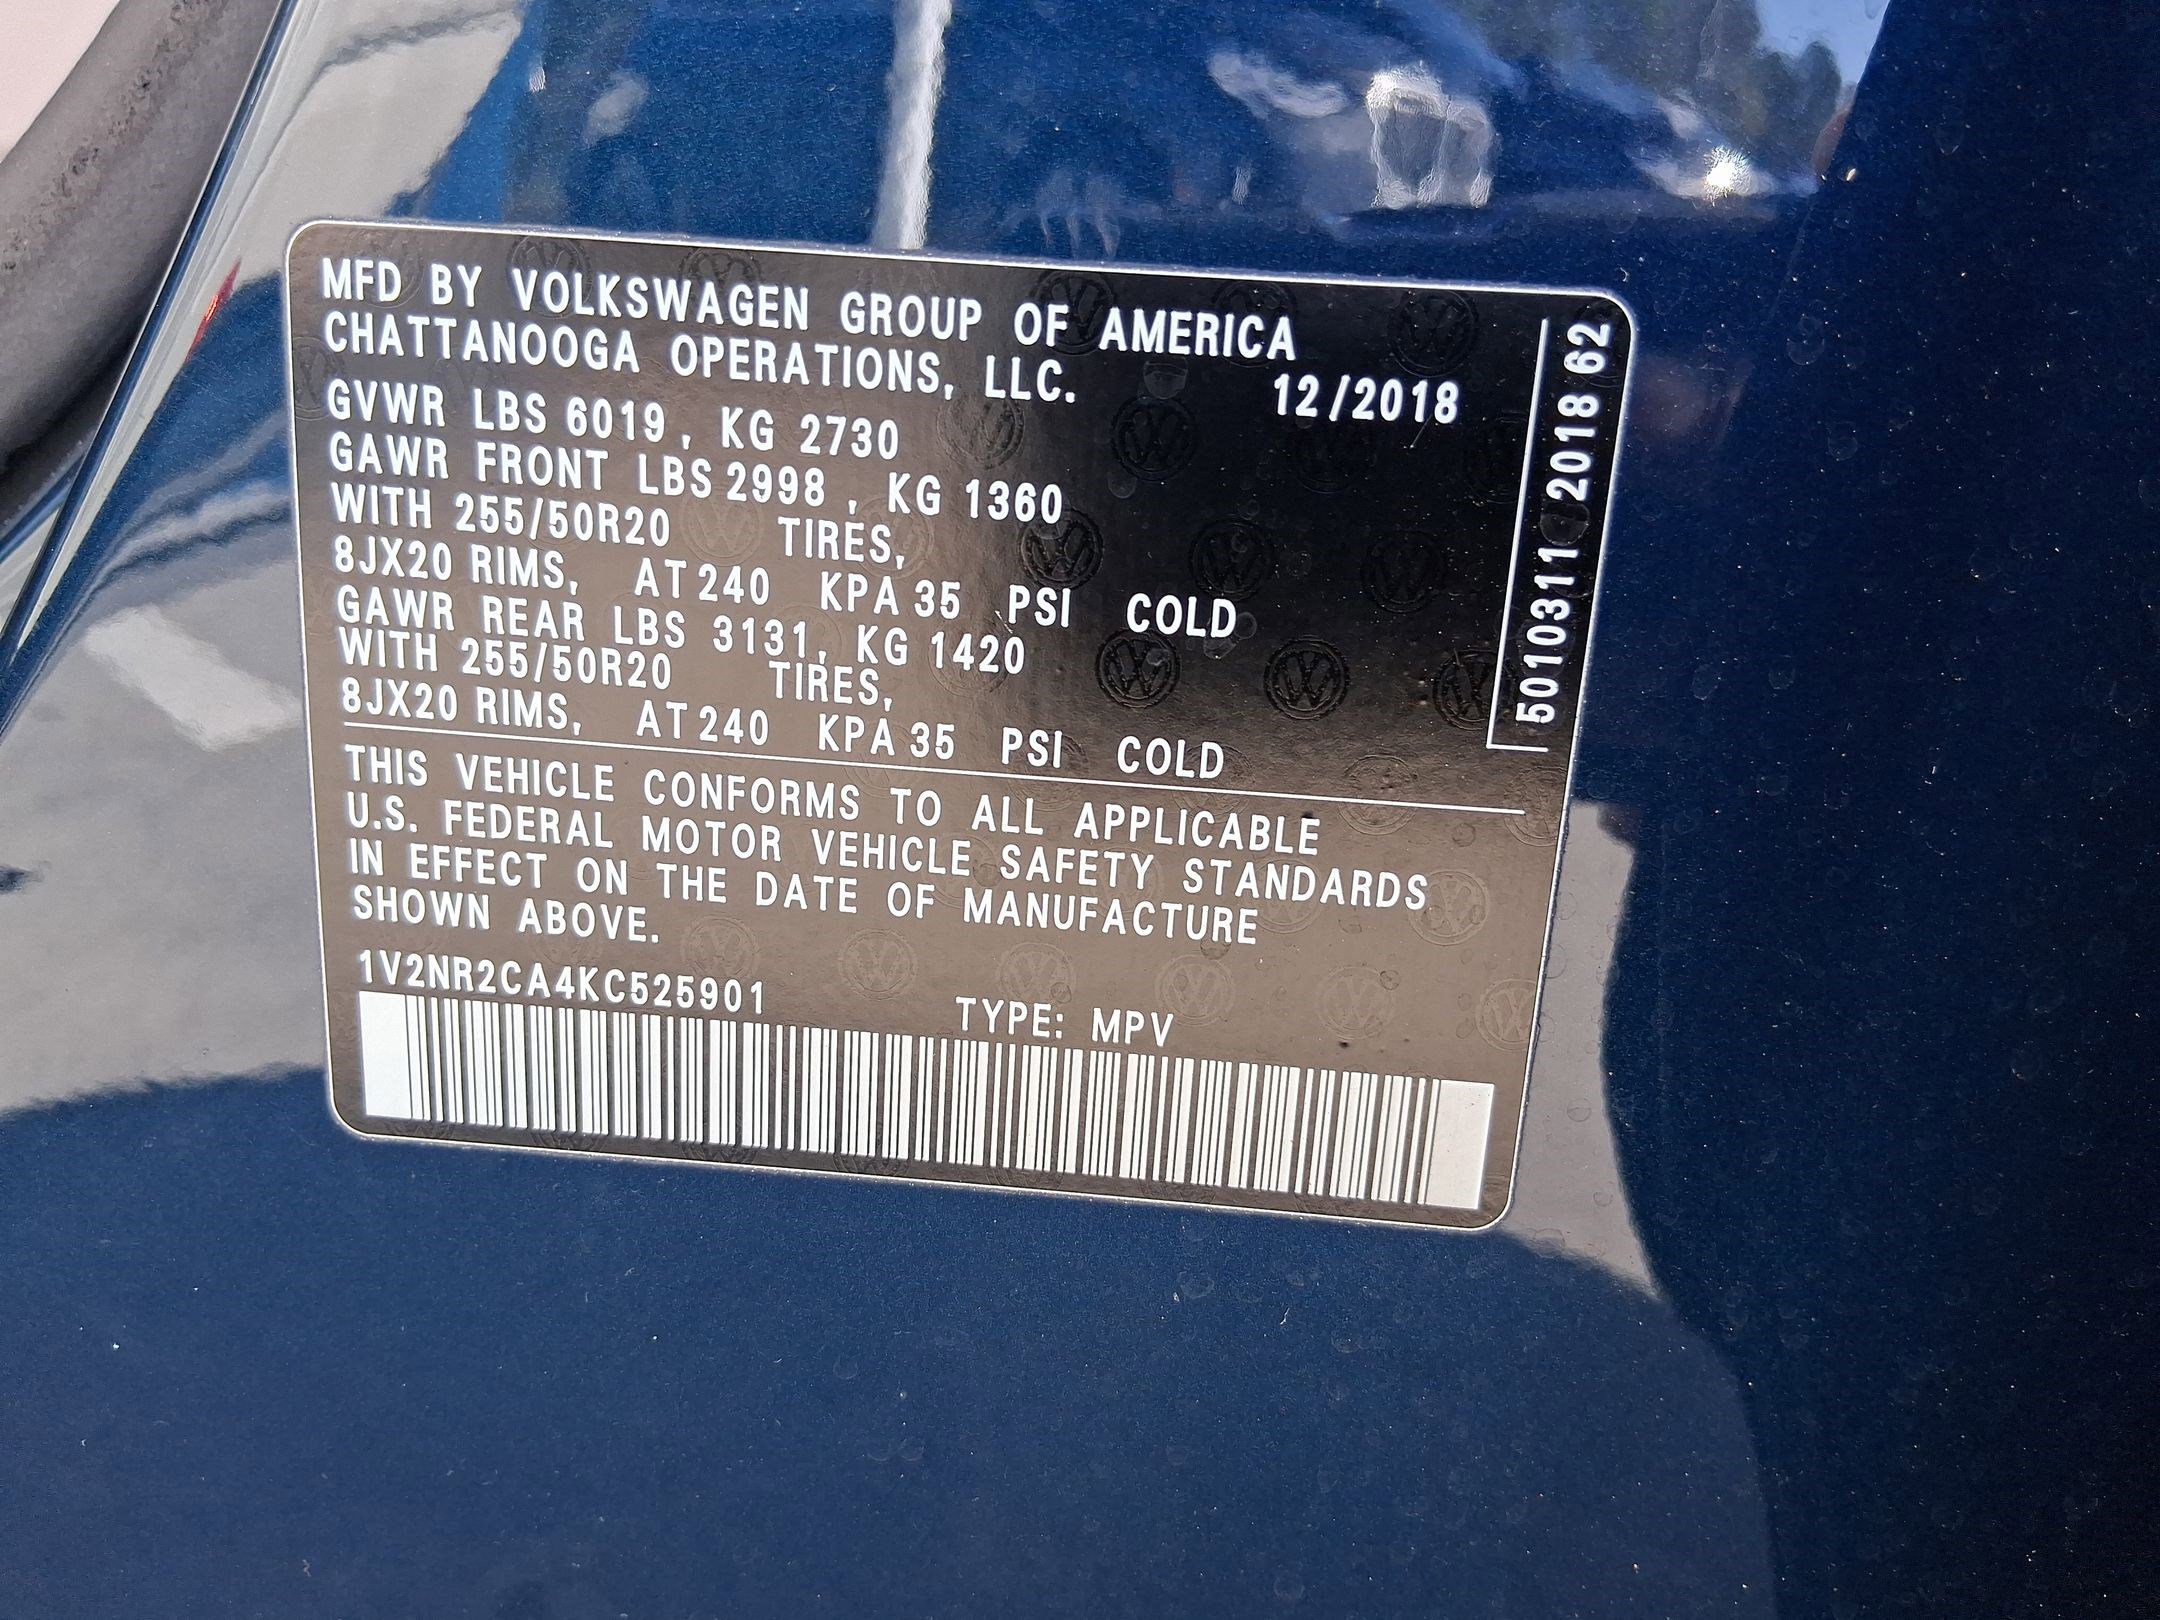 MFD BY VOLKSWAGEN GROUP OF AMERICA
CHATTANOOGA OPERATIONS, LLC.
12/2018
GVWR LBS 6019, KG 2730
GAWR FRONT LBS 2998, KG 1360
WITH 255/50R20 TIRES,
8JX20 RIMS, AT 240 KPA 35 PSI COLD
GAWR REAR LBS 3131, KG 1420
WITH 255/50R20 TIRES,
8JX20 RIMS, AT 240 KPA 35 PSI COLD
THIS VEHICLE CONFORMS TO ALL APPLICABLE
U.S. FEDERAL MOTOR VEHICLE SAFETY STANDARDS
IN EFFECT ON THE DATE OF MANUFACTURE
SHOWN ABOVE.
1V2NR2CA4KC525901 TYPE: MPV
5010311 2018 62